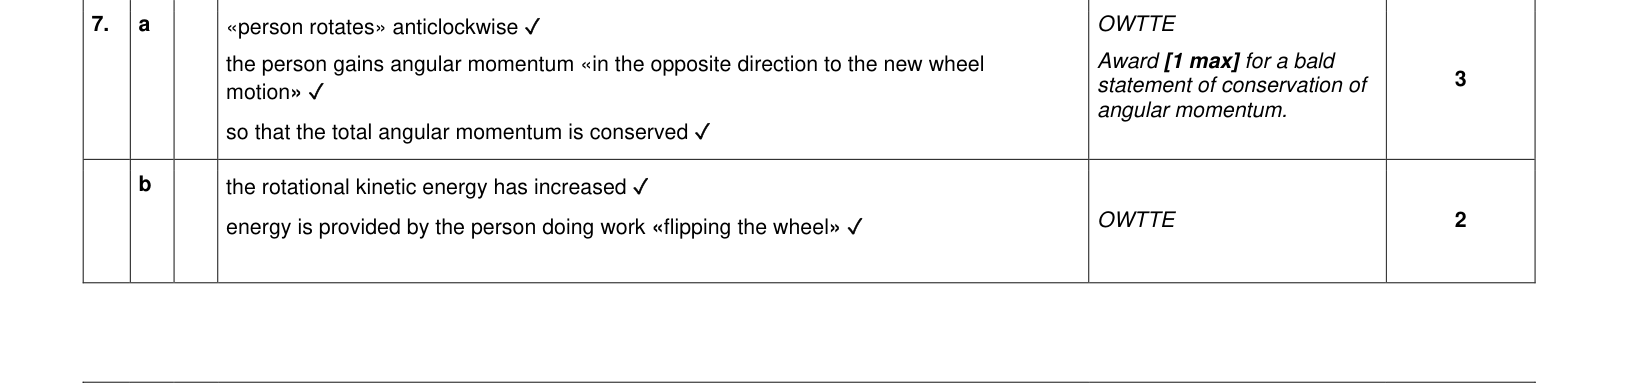 7. a «person rotates» anticlockwise ✓ OWTTE
the person gains angular momentum «in the opposite direction to the new wheel Award [1 max] for a bald
motion» ✓ statement of conservation of 3
angular momentum.
so that the total angular momentum is conserved ✓
b the rotational kinetic energy has increased ✓
energy is provided by the person doing work «flipping the wheel» ✓ OWTTE 2